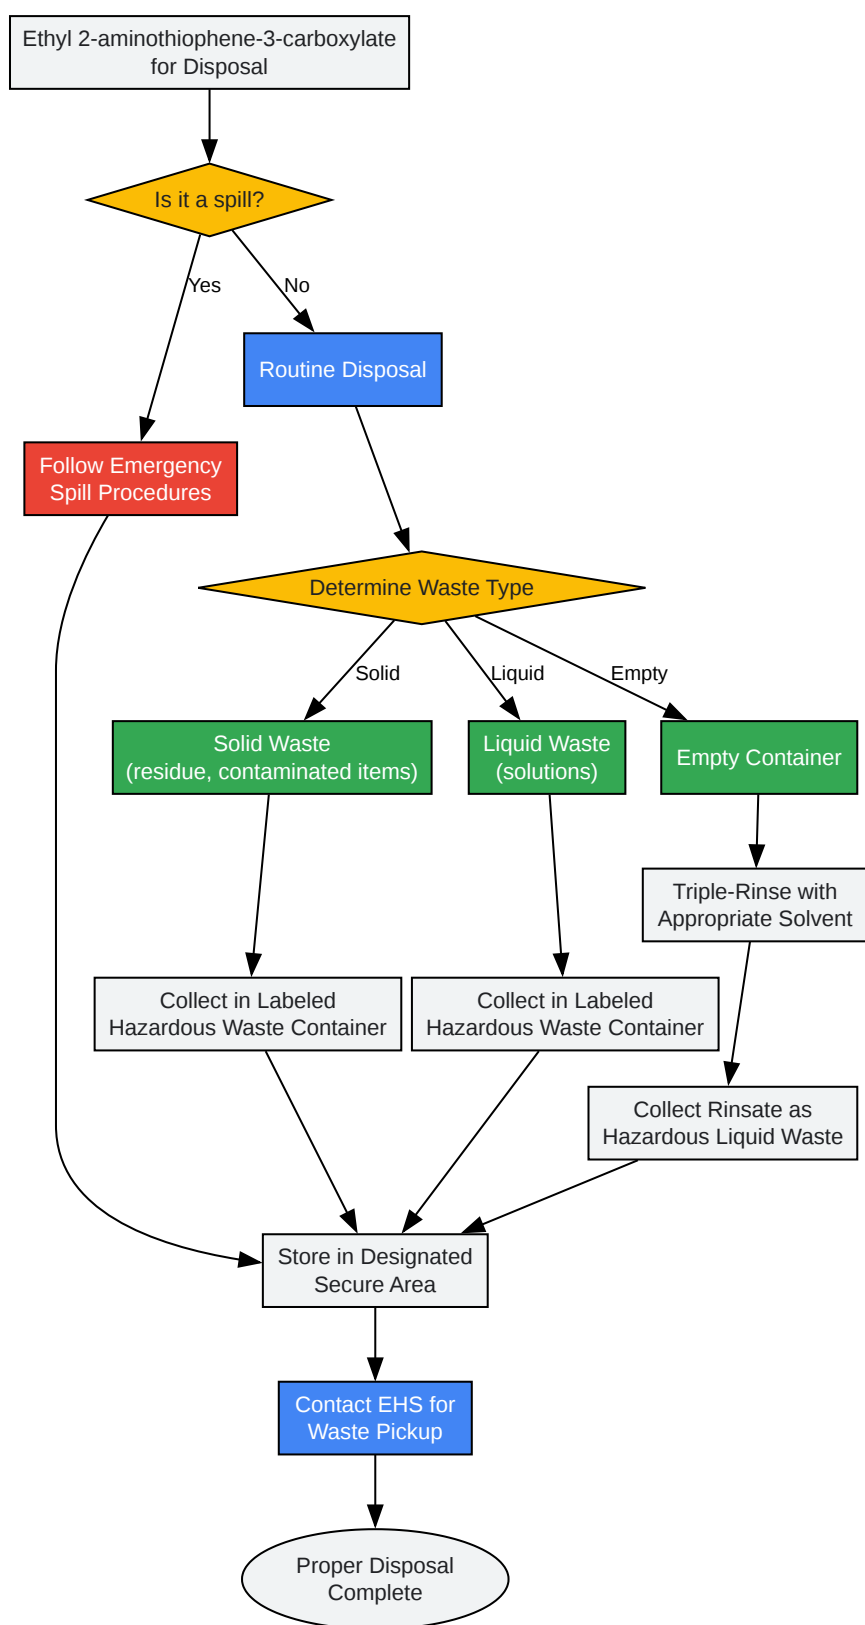 Ethyl 2-aminothiophene-3-carboxylate
for Disposal
Is it a spill?
Yes
No
Routine Disposal
Follow Emergency
Spill Procedures
Determine Waste Type
Solid
Liquid
Empty
Solid Waste
(residue, contaminated items)
Liquid Waste
(solutions)
Empty Container
Triple-Rinse with
Appropriate Solvent
Collect in Labeled
Hazardous Waste Container
Collect in Labeled
Hazardous Waste Container
Collect Rinsate as
Hazardous Liquid Waste
Store in Designated
Secure Area
Contact EHS for
Waste Pickup
Proper Disposal
Complete